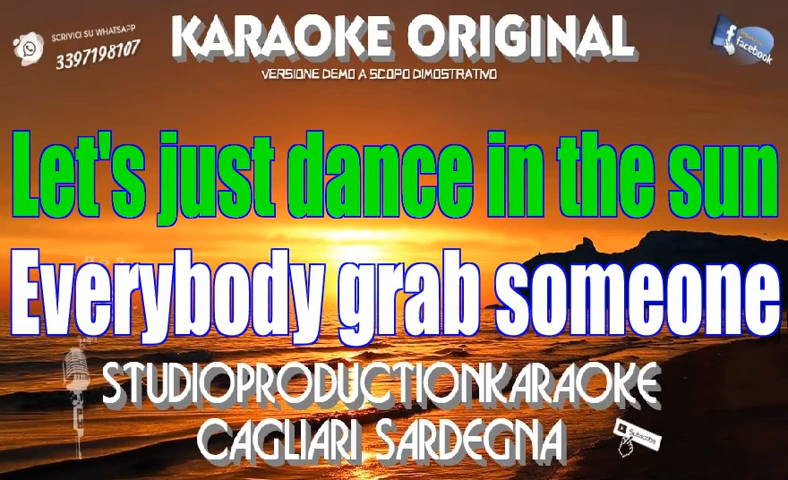 SCRIVICI SU WHATSAPP
3397198107
KARAOKE ORIGINAL
VERSIONE DEMO A SCOPO DIMOSTRATIVO
facebook
Let's just dance in the sun
Everybody grab someone
STUDIOPRODUCTIONKARAOKE
CAGLIARI SARDEGNA
Subscribe